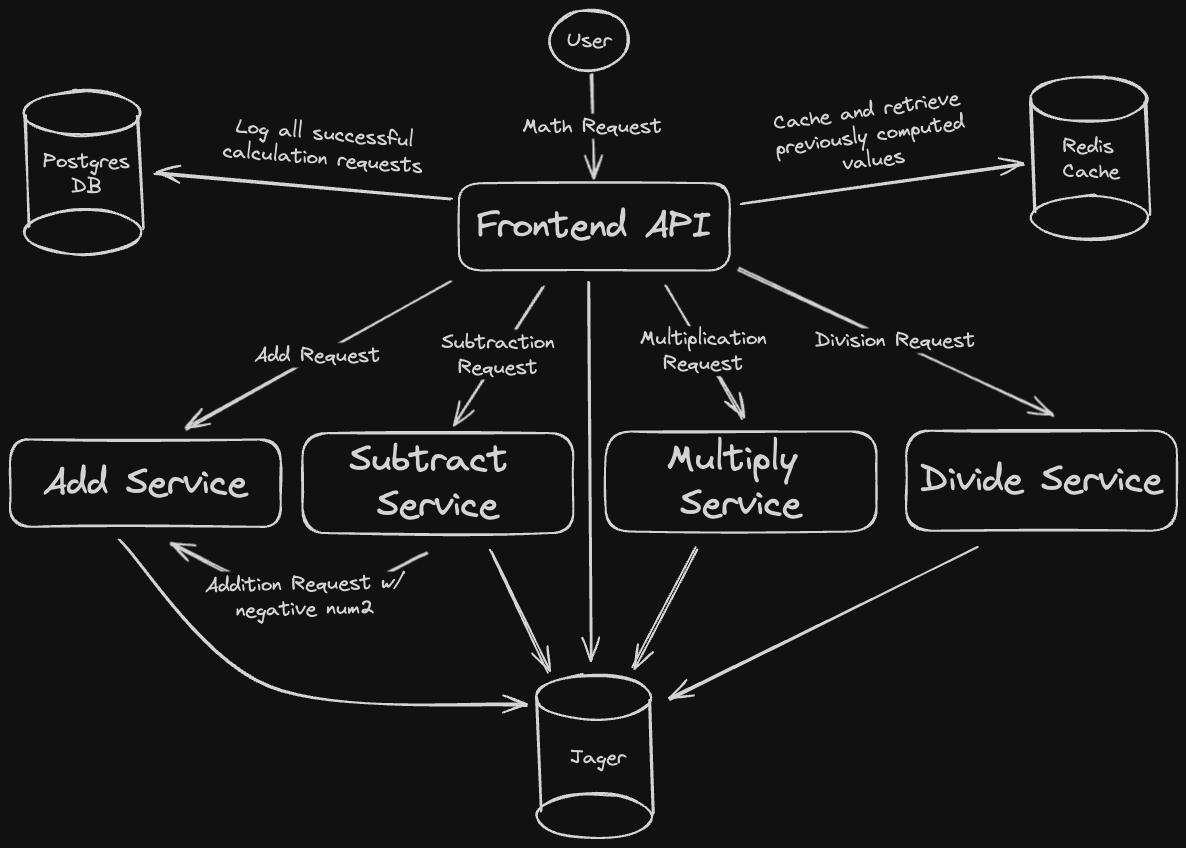 User
Math Request
Log all successful
calculation requests
Cache and retrieve
previously computed
values
Postgres
DB
Redis
Cache
Frontend API
Add Request
Subtraction
Request
Multiplication
Request
Division Request
Add Service
Subtract
Service
Multiply
Service
Divide Service
Addition Request w/
negative num2
Jager